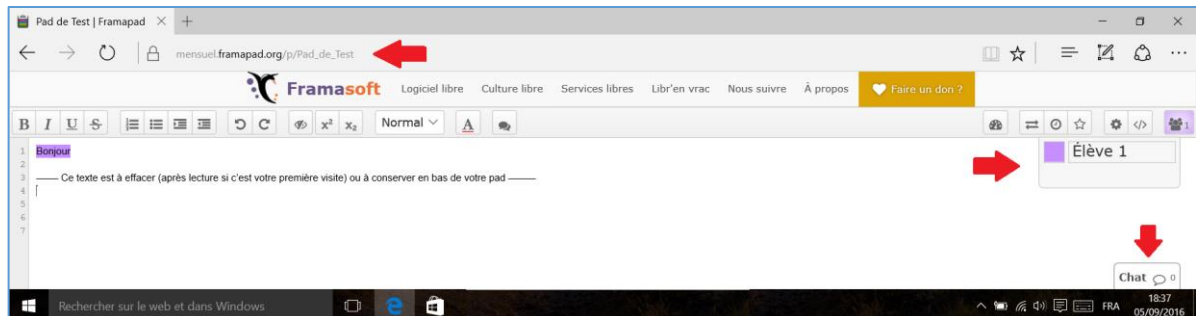 Pad de Test | Framapad
mensuel.framapad.org/p/Pad_de_Test
Framasoft Logiciel libre Culture libre Services libres Libr'en vrac Nous suivre À propos Faire un don ?
B I U S x² x₂ Normal A 1
1 Bonjour Élève 1
2
3 —— Ce texte est à effacer (après lecture si c'est votre première visite) ou à conserver en bas de votre pad ——
4
5
6
7
Chat 0
Rechercher sur le web et dans Windows FRA 18:37
05/09/2016